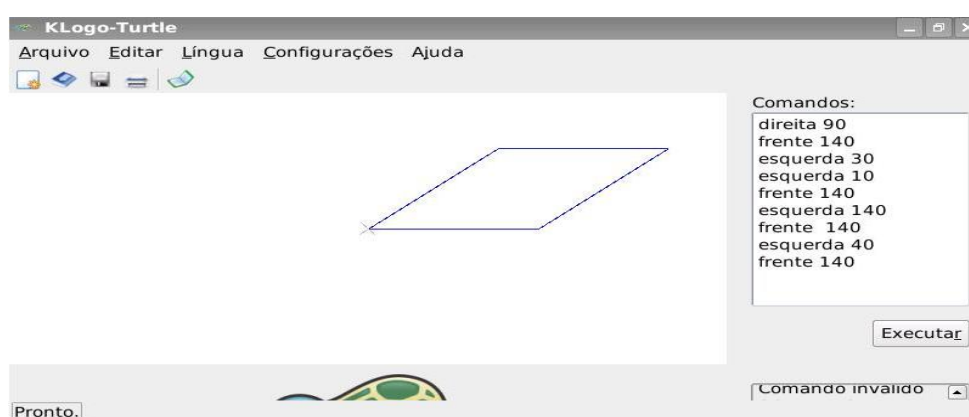 KLogo-Turtle
Arquivo Editar Língua Configurações Ajuda
Comandos:
direita 90
frente 140
esquerda 30
esquerda 10
frente 140
esquerda 140
frente  140
esquerda 40
frente 140
Executar
Comando inválido
Pronto.